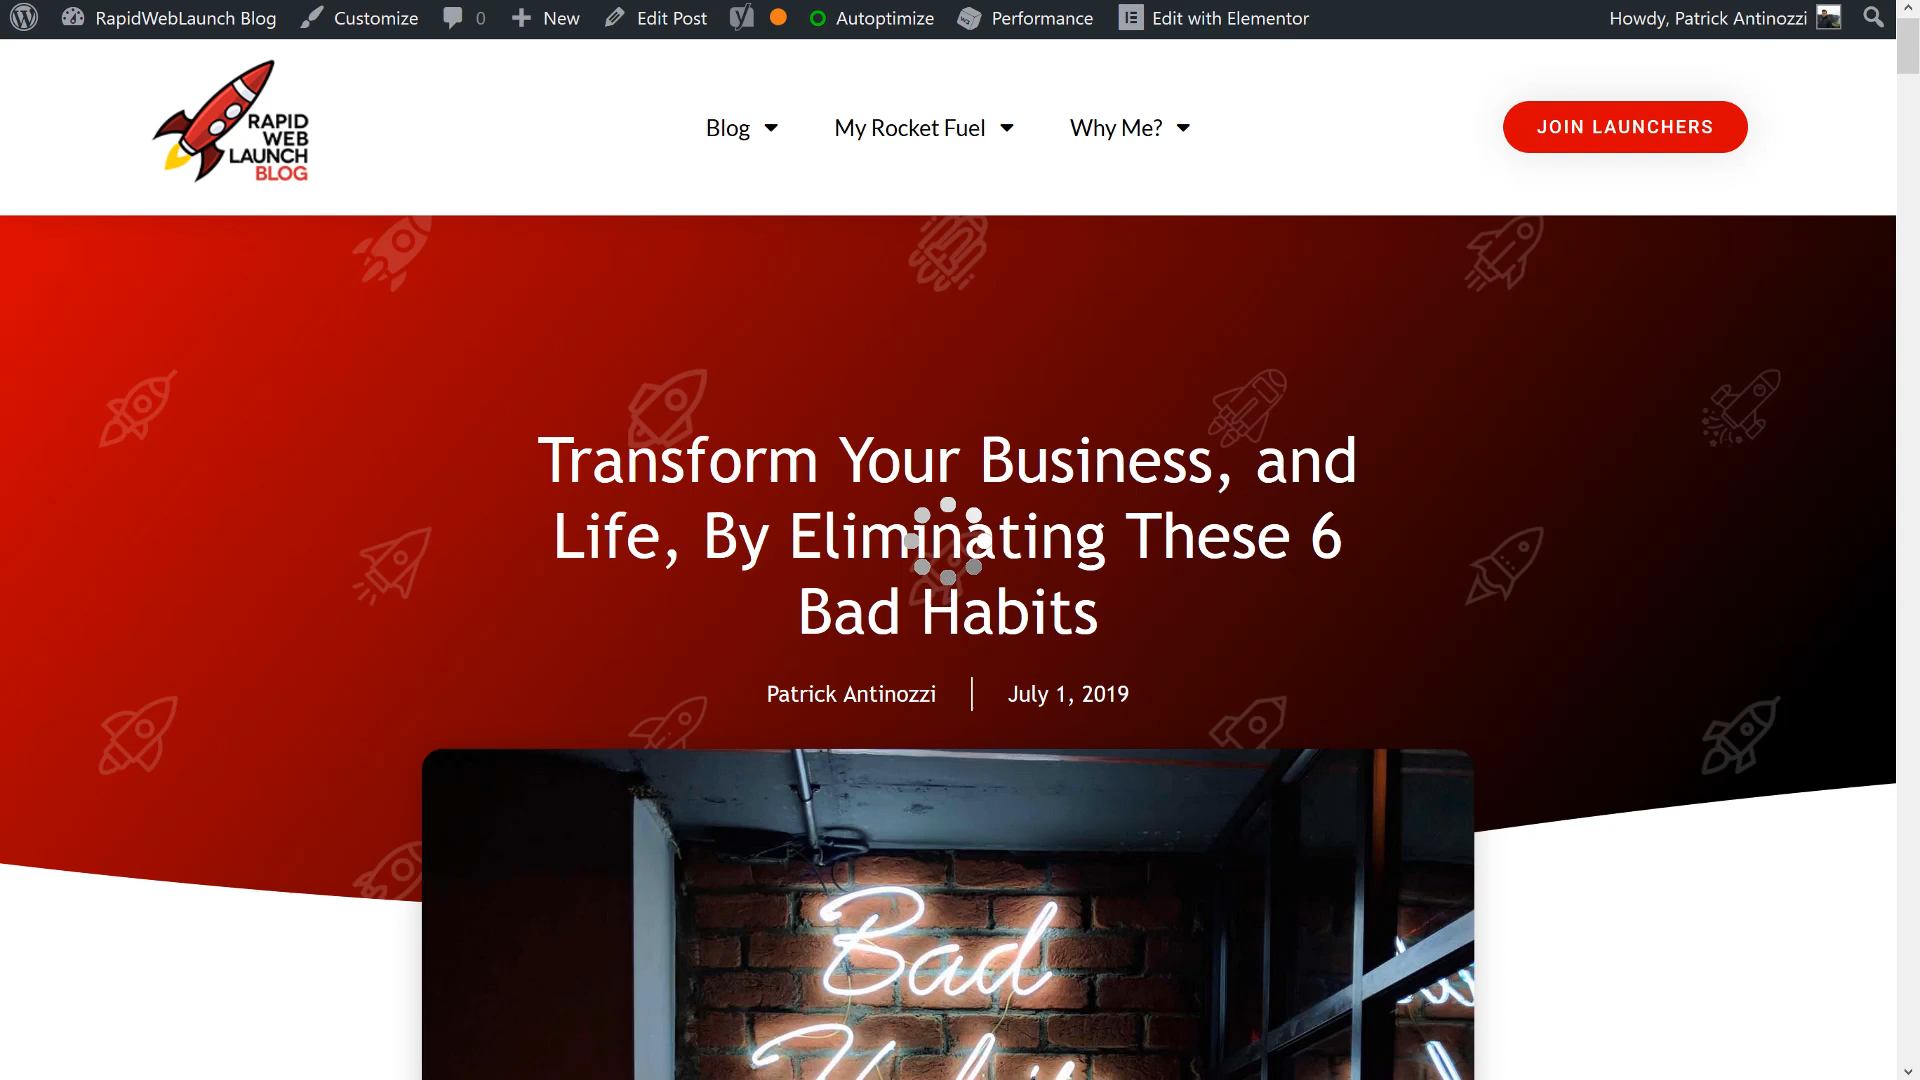 RapidWebLaunch Blog Customize 0 New Edit Post Autoptimize Performance Edit with Elementor Howdy, Patrick Antinozzi
RAPID
WEB
LAUNCH
BLOG
Blog My Rocket Fuel Why Me? JOIN LAUNCHERS
Transform Your Business, and
Life, By Eliminating These 6
Bad Habits
Patrick Antinozzi July 1, 2019
Bad